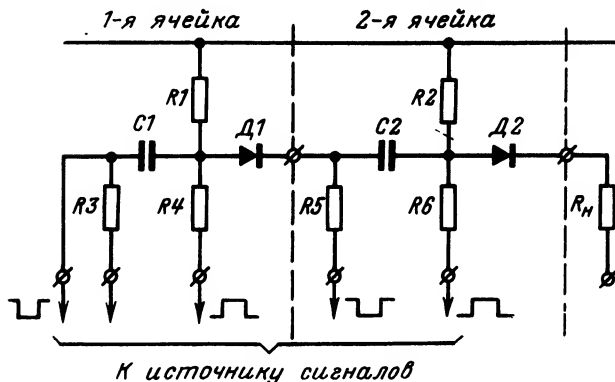 1-я ячейка
2-я ячейка
R1
R2
C1
Д1
C2
Д2
R3
R4
R5
R6
Rн
К источнику сигналов